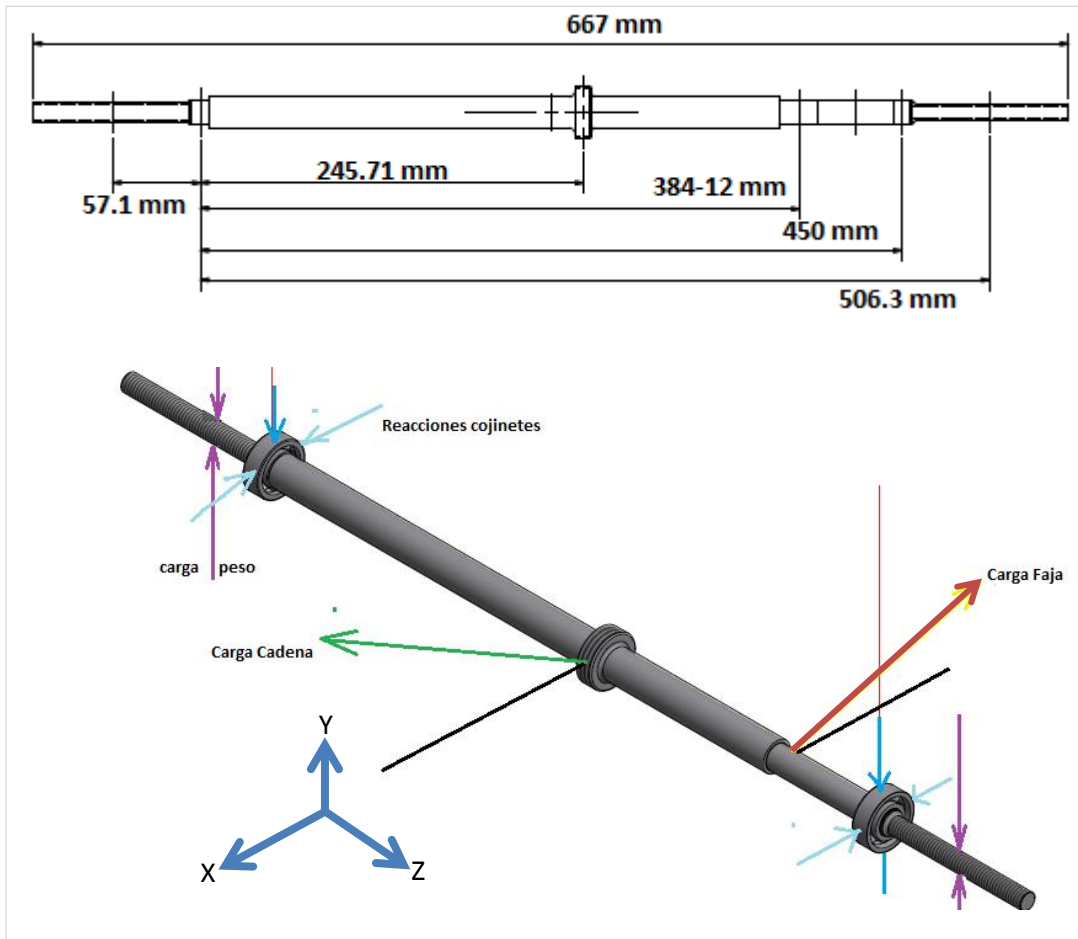 667 mm
245.71 mm
384-12 mm
57.1 mm
450 mm
506.3 mm
Reacciones cojinetes
carga peso
Carga Faja
Carga Cadena
Y
X
Z